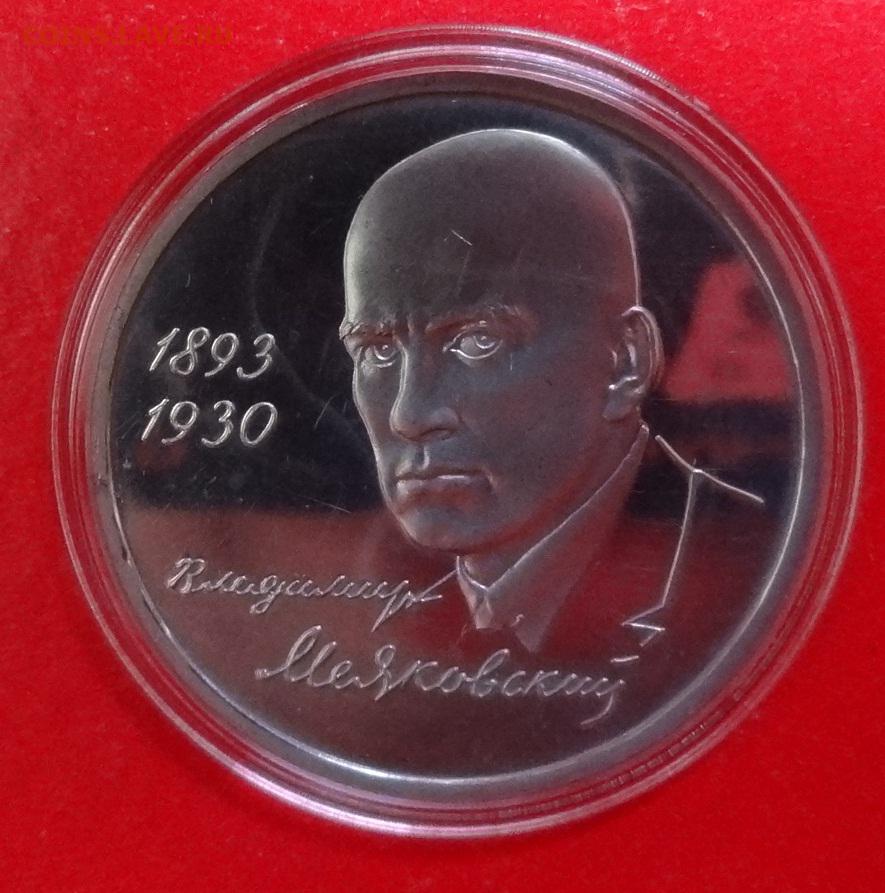 COINS.LAVE.RU
1893
1930
Владимир
Маяковский